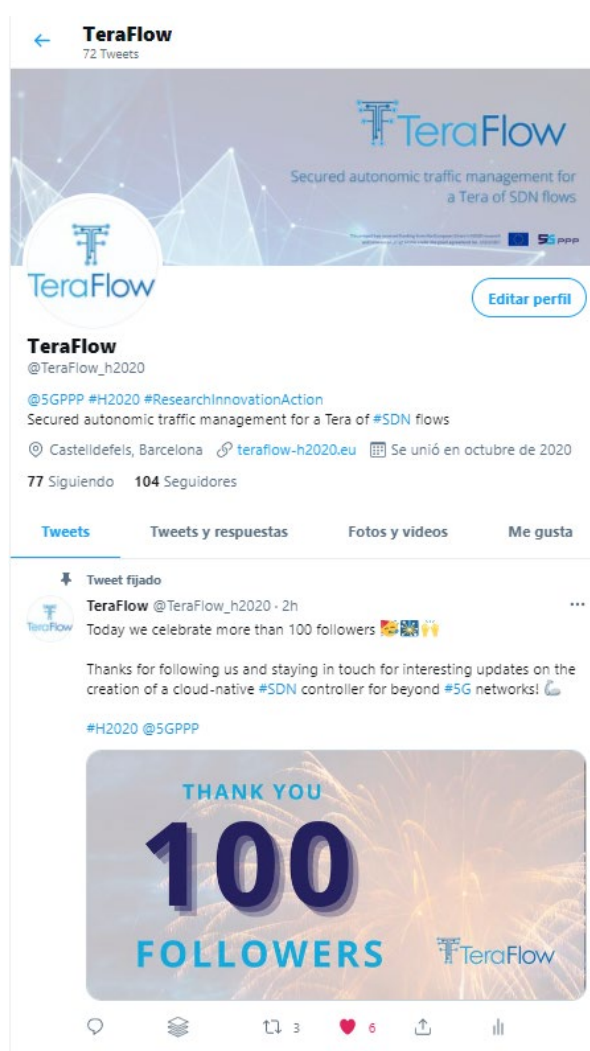 TeraFlow
72 Tweets
TeraFlow
Secured autonomic traffic management for
a Tera of SDN flows
5G ppp
TeraFlow
Editar perfil
TeraFlow
@TeraFlow_h2020
@5GPPP #H2020 #ResearchInnovationAction
Secured autonomic traffic management for a Tera of #SDN flows
Castelldefels, Barcelona teraflow-h2020.eu Se unió en octubre de 2020
77 Siguiendo 104 Seguidores
Tweets Tweets y respuestas Fotos y videos Me gusta
Tweet fijado
TeraFlow @TeraFlow_h2020 · 2h
TeraFlow
Today we celebrate more than 100 followers 🥳🎇🙌
Thanks for following us and staying in touch for interesting updates on the
creation of a cloud-native #SDN controller for beyond #5G networks! 🦾
#H2020 @5GPPP
THANK YOU
100
FOLLOWERS
TeraFlow
3 6